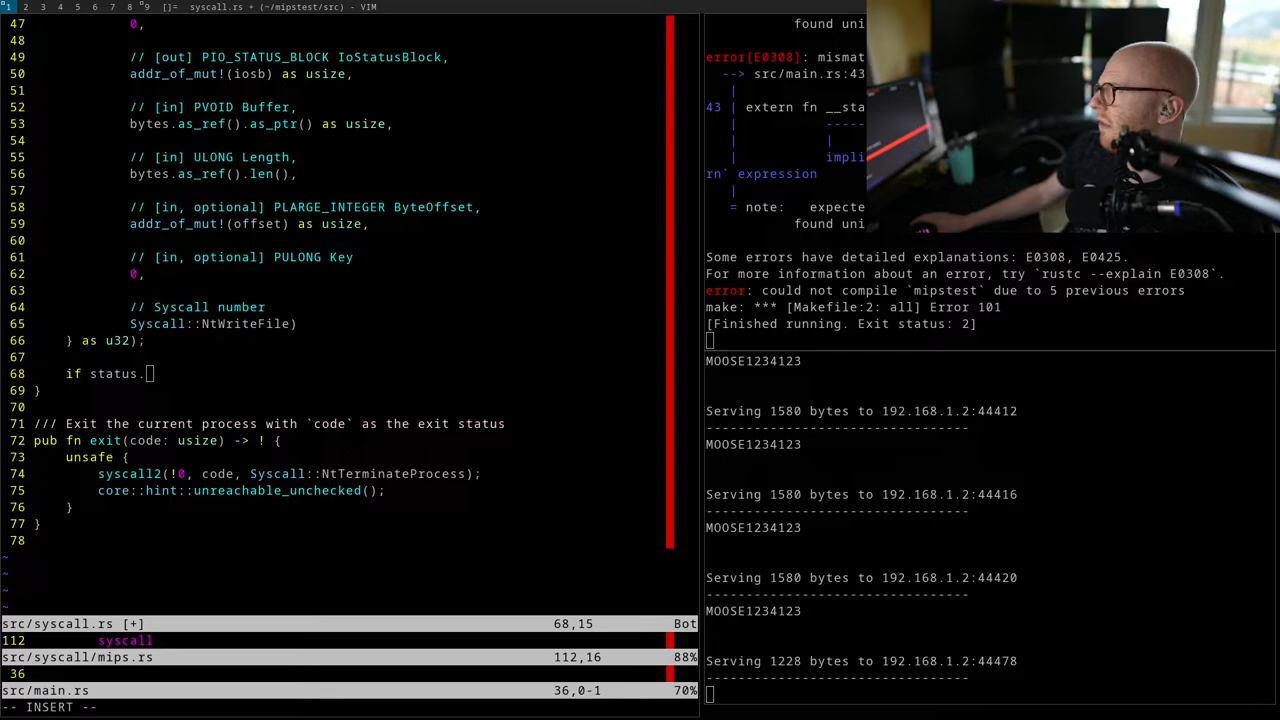 1 2 3 4 5 6 7 8 9 []= syscall.rs + (~/mipstest/src) - VIM
47 0,
48
49 // [out] PIO_STATUS_BLOCK IoStatusBlock,
50 addr_of_mut!(iosb) as usize,
51
52 // [in] PVOID Buffer,
53 bytes.as_ref().as_ptr() as usize,
54
55 // [in] ULONG Length,
56 bytes.as_ref().len(),
57
58 // [in, optional] PLARGE_INTEGER ByteOffset,
59 addr_of_mut!(offset) as usize,
60
61 // [in, optional] PULONG Key
62 0,
63
64 // Syscall number
65 Syscall::NtWriteFile)
66 } as u32);
67
68 if status.
69 }
70
71 /// Exit the current process with `code` as the exit status
72 pub fn exit(code: usize) -> ! {
73 unsafe {
74 syscall2(!0, code, Syscall::NtTerminateProcess);
75 core::hint::unreachable_unchecked();
76 }
77 }
78
~
~
~
~
src/syscall.rs [+] 68,15 Bot
112 syscall
src/syscall/mips.rs 112,16 88%
36
src/main.rs 36,0-1 70%
-- INSERT --
found uni
error[E0308]: mismat
--> src/main.rs:43
|
43 | extern fn __sta
| -----
| |
| impli
rn` expression
|
= note: expecte
found uni
Some errors have detailed explanations: E0308, E0425.
For more information about an error, try `rustc --explain E0308`.
error: could not compile `mipstest` due to 5 previous errors
make: *** [Makefile:2: all] Error 101
[Finished running. Exit status: 2]
MOOSE1234123
Serving 1580 bytes to 192.168.1.2:44412
---------------------------------
MOOSE1234123
Serving 1580 bytes to 192.168.1.2:44416
---------------------------------
MOOSE1234123
Serving 1580 bytes to 192.168.1.2:44420
---------------------------------
MOOSE1234123
Serving 1228 bytes to 192.168.1.2:44478
---------------------------------